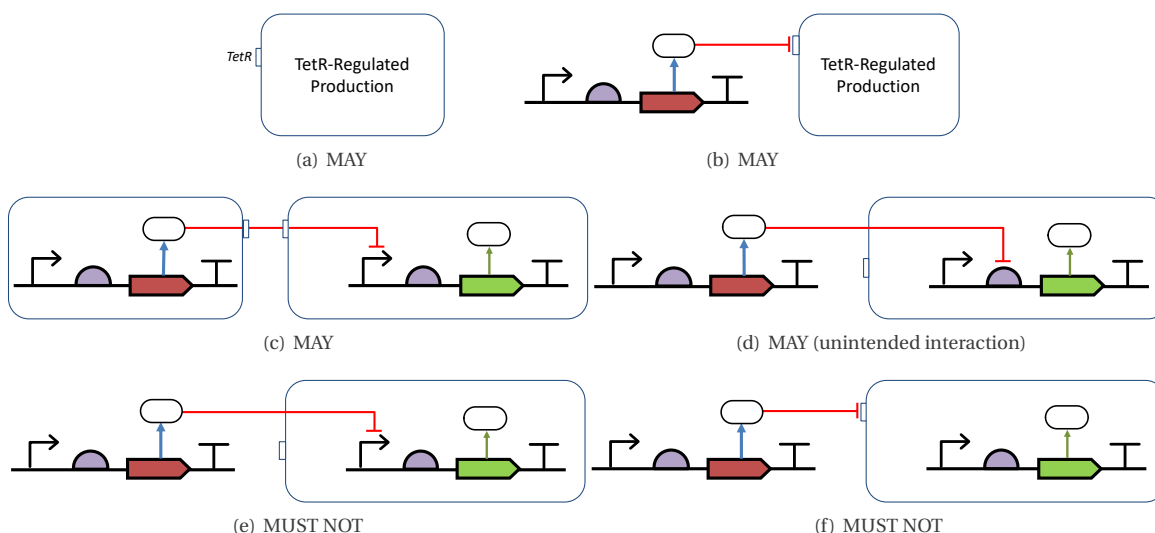 TetR
TetR-Regulated
Production
TetR-Regulated
Production
(a) MAY
(b) MAY
(c) MAY
(d) MAY (unintended interaction)
(e) MUST NOT
(f) MUST NOT